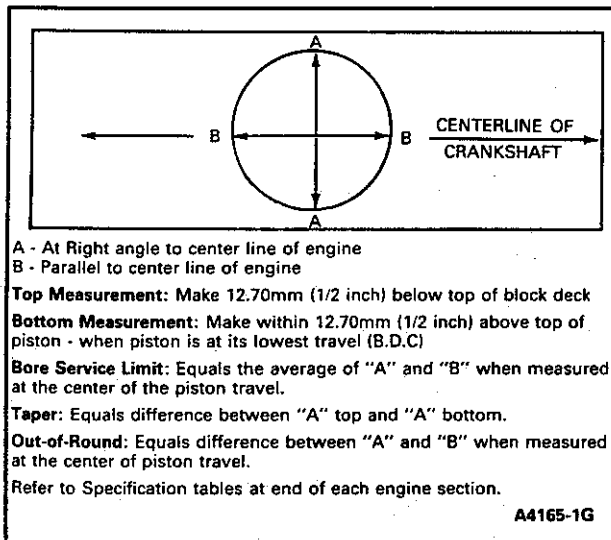 A
B
B
CENTERLINE OF
CRANKSHAFT
A
A - At Right angle to center line of engine
B - Parallel to center line of engine
Top Measurement: Make 12.70mm (1/2 inch) below top of block deck
Bottom Measurement: Make within 12.70mm (1/2 inch) above top of
piston - when piston is at its lowest travel (B.D.C)
Bore Service Limit: Equals the average of "A" and "B" when measured
at the center of the piston travel.
Taper: Equals difference between "A" top and "A" bottom.
Out-of-Round: Equals difference between "A" and "B" when measured
at the center of piston travel.
Refer to Specification tables at end of each engine section.
A4165-1G